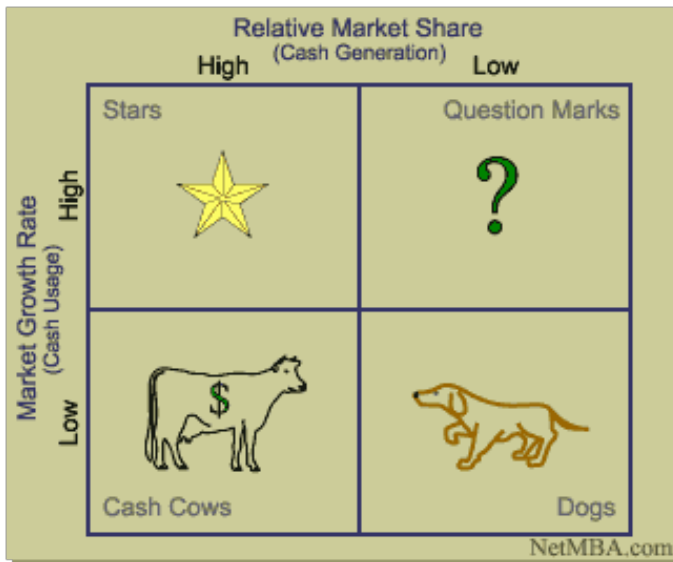 Relative Market Share
(Cash Generation)
High Low
Stars Question Marks
?
Market Growth Rate
(Cash Usage)
High
Low
$
Cash Cows Dogs
NetMBA.com